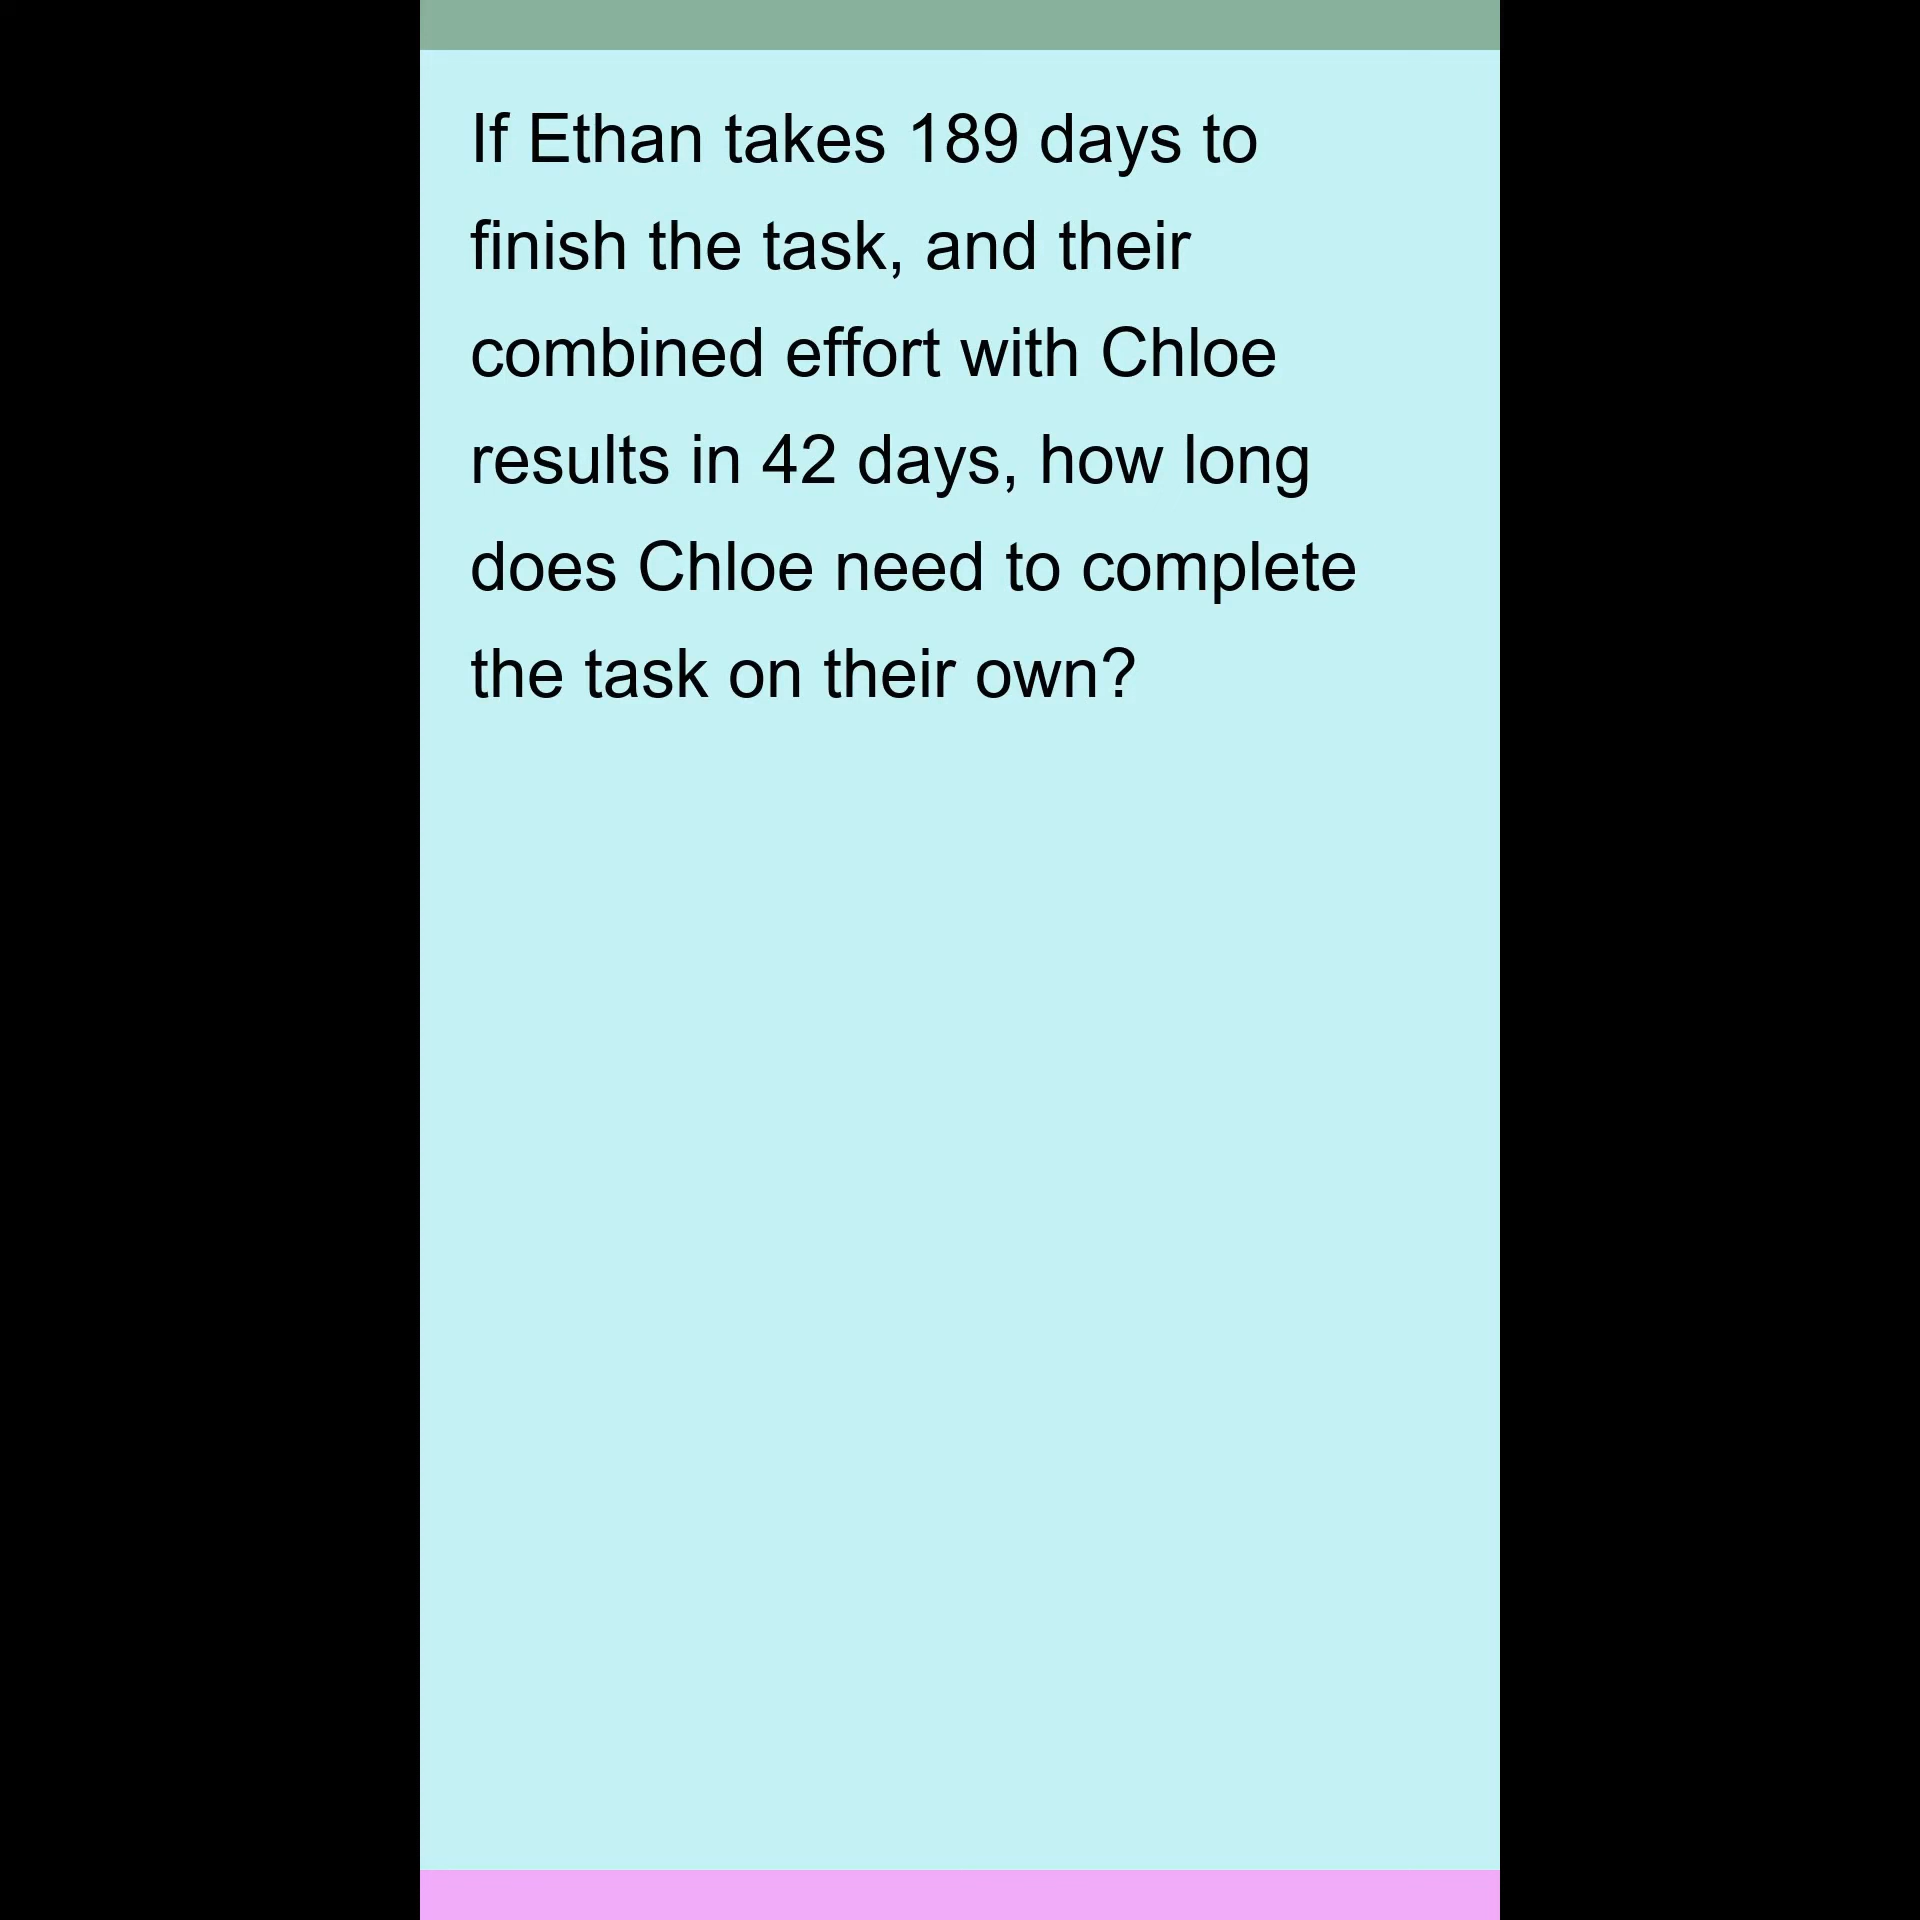 If Ethan takes 189 days to
finish the task, and their
combined effort with Chloe
results in 42 days, how long
does Chloe need to complete
the task on their own?